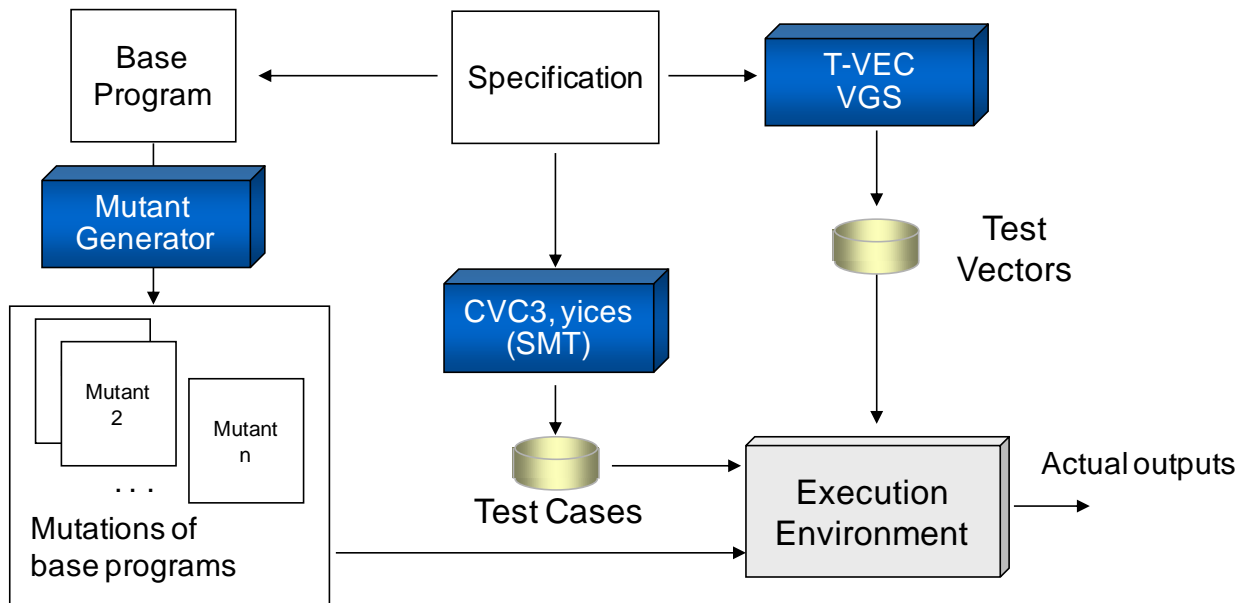 Base
Program
Specification
T-VEC
VGS
Mutant
Generator
Test
Vectors
CVC3, yices
(SMT)
Mutant
2
Mutant
n
. . .
Test Cases
Execution
Environment
Actual outputs
Mutations of
base programs